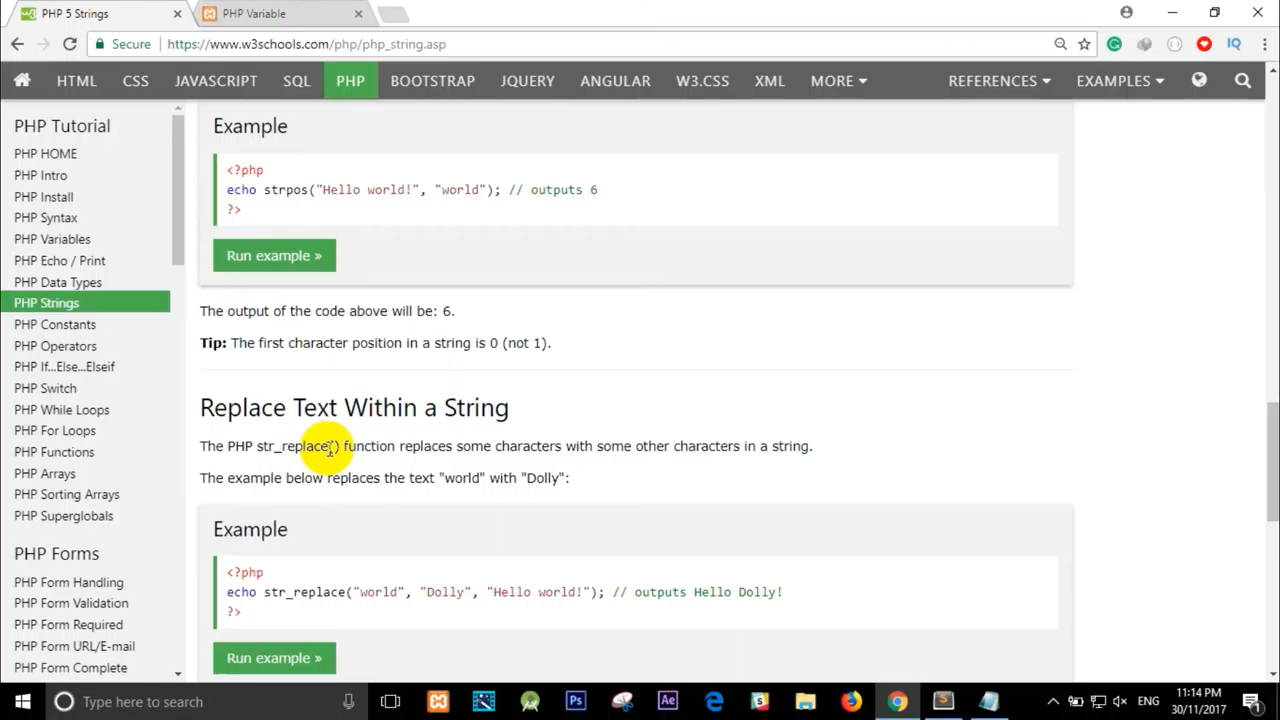 PHP 5 Strings
PHP Variable
Secure https://www.w3schools.com/php/php_string.asp
HTML CSS JAVASCRIPT SQL PHP BOOTSTRAP JQUERY ANGULAR W3.CSS XML MORE REFERENCES EXAMPLES
PHP Tutorial
PHP HOME
PHP Intro
PHP Install
PHP Syntax
PHP Variables
PHP Echo / Print
PHP Data Types
PHP Strings
PHP Constants
PHP Operators
PHP If...Else...Elseif
PHP Switch
PHP While Loops
PHP For Loops
PHP Functions
PHP Arrays
PHP Sorting Arrays
PHP Superglobals
PHP Forms
PHP Form Handling
PHP Form Validation
PHP Form Required
PHP Form URL/E-mail
PHP Form Complete
Example
<?php
echo strpos("Hello world!", "world"); // outputs 6
?>
Run example »
The output of the code above will be: 6.
Tip: The first character position in a string is 0 (not 1).
Replace Text Within a String
The PHP str_replace() function replaces some characters with some other characters in a string.
The example below replaces the text "world" with "Dolly":
Example
<?php
echo str_replace("world", "Dolly", "Hello world!"); // outputs Hello Dolly!
?>
Run example »
Type here to search
ENG
11:14 PM
30/11/2017